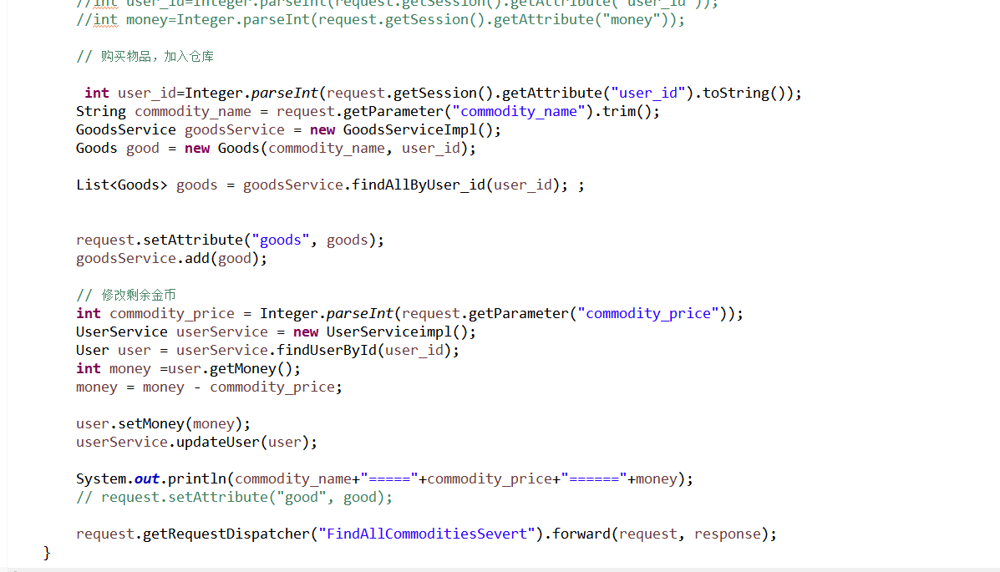 //int user_id=Integer.parseInt(request.getSession().getAttribute("user_id"));
//int money=Integer.parseInt(request.getSession().getAttribute("money"));
// 购买物品，加入仓库
int user_id=Integer.parseInt(request.getSession().getAttribute("user_id").toString());
String commodity_name = request.getParameter("commodity_name").trim();
GoodsService goodsService = new GoodsServiceImpl();
Goods good = new Goods(commodity_name, user_id);
List<Goods> goods = goodsService.findAllByUser_id(user_id); ;
request.setAttribute("goods", goods);
goodsService.add(good);
// 修改剩余金币
int commodity_price = Integer.parseInt(request.getParameter("commodity_price"));
UserService userService = new UserServiceimpl();
User user = userService.findUserById(user_id);
int money =user.getMoney();
money = money - commodity_price;
user.setMoney(money);
userService.updateUser(user);
System.out.println(commodity_name+"====="+commodity_price+"======"+money);
// request.setAttribute("good", good);
request.getRequestDispatcher("FindAllCommoditiesSevert").forward(request, response);
}